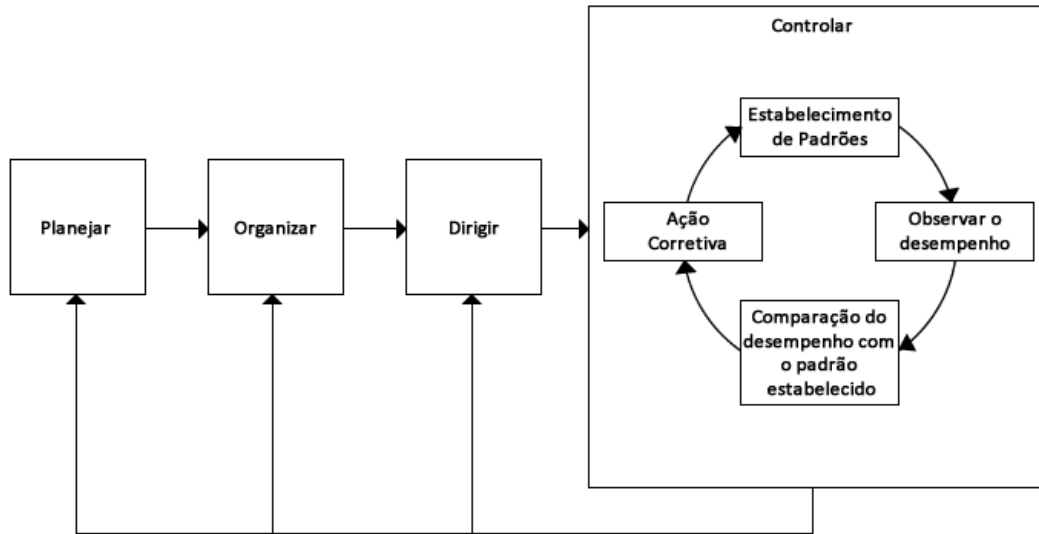 Planejar
Organizar
Dirigir
Controlar
Estabelecimento
de Padrões
Observar o
desempenho
Comparação do
desempenho com
o padrão
estabelecido
Ação
Corretiva